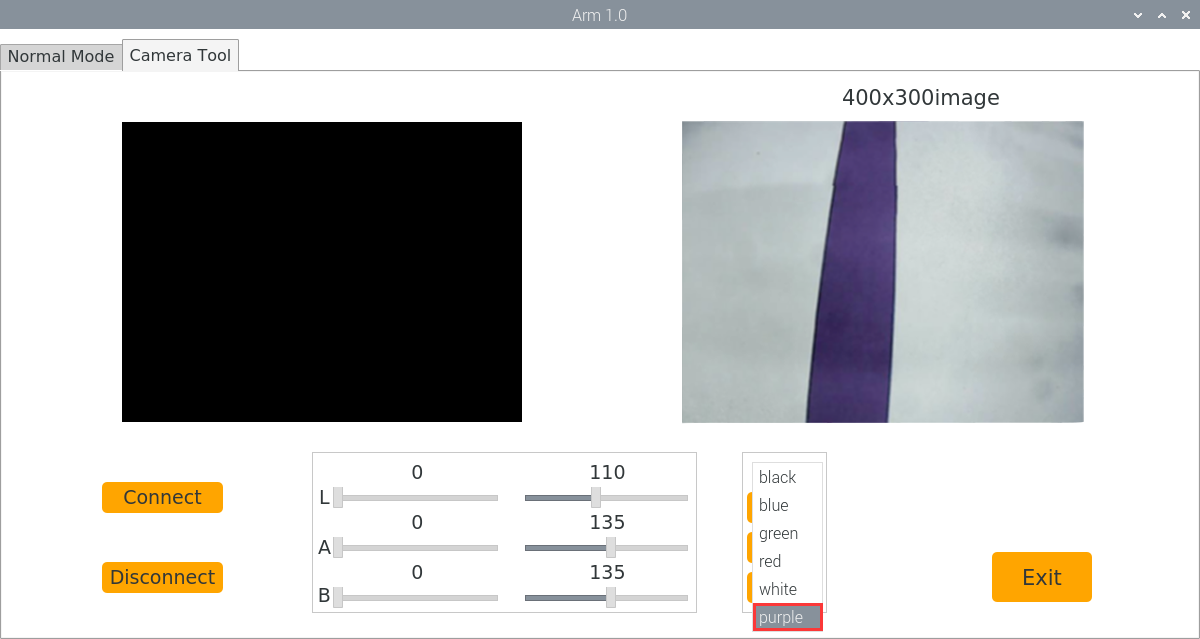 Arm 1.0
Normal Mode Camera Tool
400x300image
Connect
Disconnect
0 110
L
0 135
A
0 135
B
black
blue
green
red
white
purple
Exit